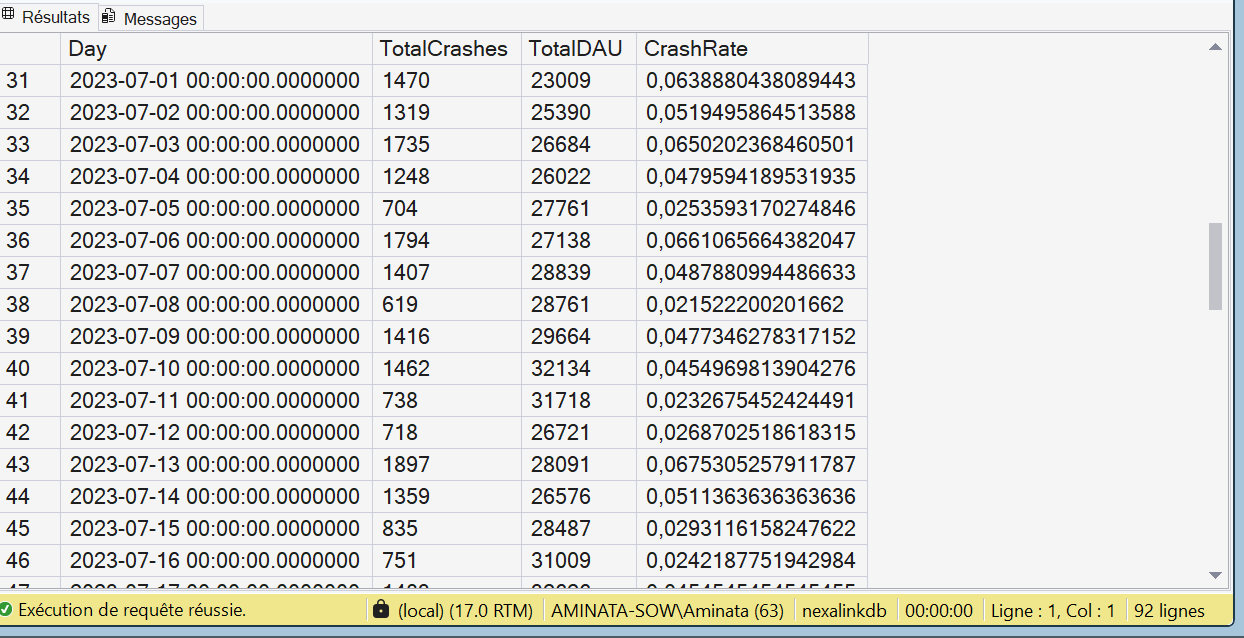 Résultats Messages
Day TotalCrashes TotalDAU CrashRate
31 2023-07-01 00:00:00.0000000 1470 23009 0,0638880438089443
32 2023-07-02 00:00:00.0000000 1319 25390 0,0519495864513588
33 2023-07-03 00:00:00.0000000 1735 26684 0,0650202368460501
34 2023-07-04 00:00:00.0000000 1248 26022 0,0479594189531935
35 2023-07-05 00:00:00.0000000 704 27761 0,0253593170274846
36 2023-07-06 00:00:00.0000000 1794 27138 0,0661065664382047
37 2023-07-07 00:00:00.0000000 1407 28839 0,0487880994486633
38 2023-07-08 00:00:00.0000000 619 28761 0,021522200201662
39 2023-07-09 00:00:00.0000000 1416 29664 0,0477346278317152
40 2023-07-10 00:00:00.0000000 1462 32134 0,0454969813904276
41 2023-07-11 00:00:00.0000000 738 31718 0,0232675452424491
42 2023-07-12 00:00:00.0000000 718 26721 0,0268702518618315
43 2023-07-13 00:00:00.0000000 1897 28091 0,0675305257911787
44 2023-07-14 00:00:00.0000000 1359 26576 0,0511363636363636
45 2023-07-15 00:00:00.0000000 835 28487 0,0293116158247622
46 2023-07-16 00:00:00.0000000 751 31009 0,0242187751942984
Exécution de requête réussie. (local) (17.0 RTM) AMINATA-SOW\Aminata (63) nexalinkdb 00:00:00 Ligne : 1, Col : 1 92 lignes